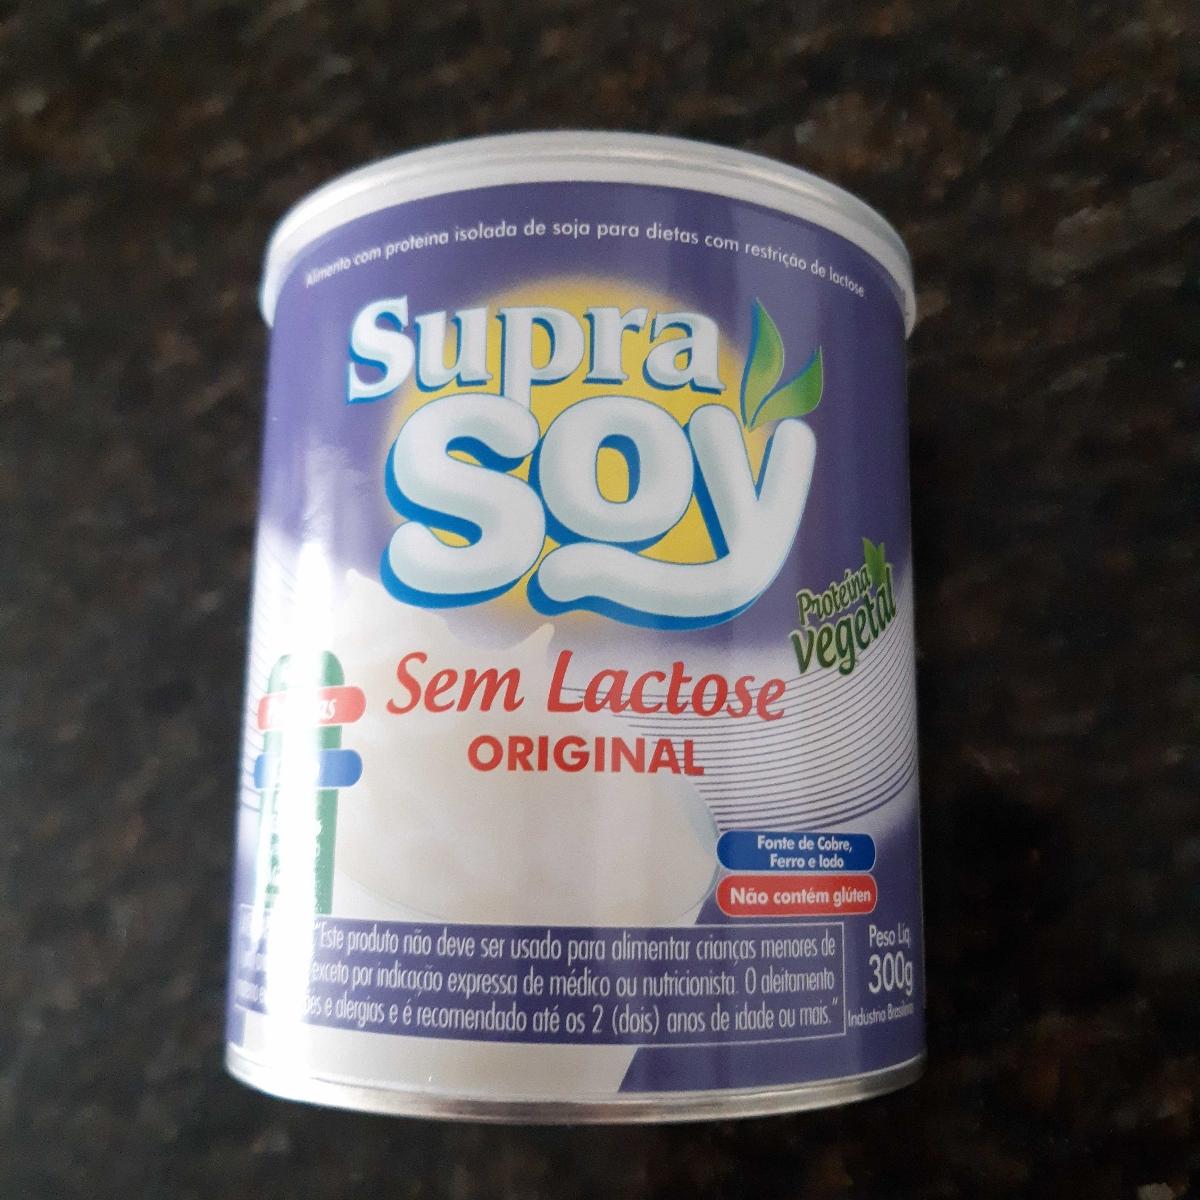 Alimento com proteína isolada de soja para dietas com restrição de lactose.
Supra
Soy
Proteína
vegetal
Sem Lactose
ORIGINAL
Fonte de Cobre,
Ferro e Iodo
Não contém glúten
"Este produto não deve ser usado para alimentar crianças menores de
exceto por indicação expressa de médico ou nutricionista. O aleitamento
e alergias e é recomendado até os 2 (dois) anos de idade ou mais."
Peso Líq.
300g
Indústria Brasileira